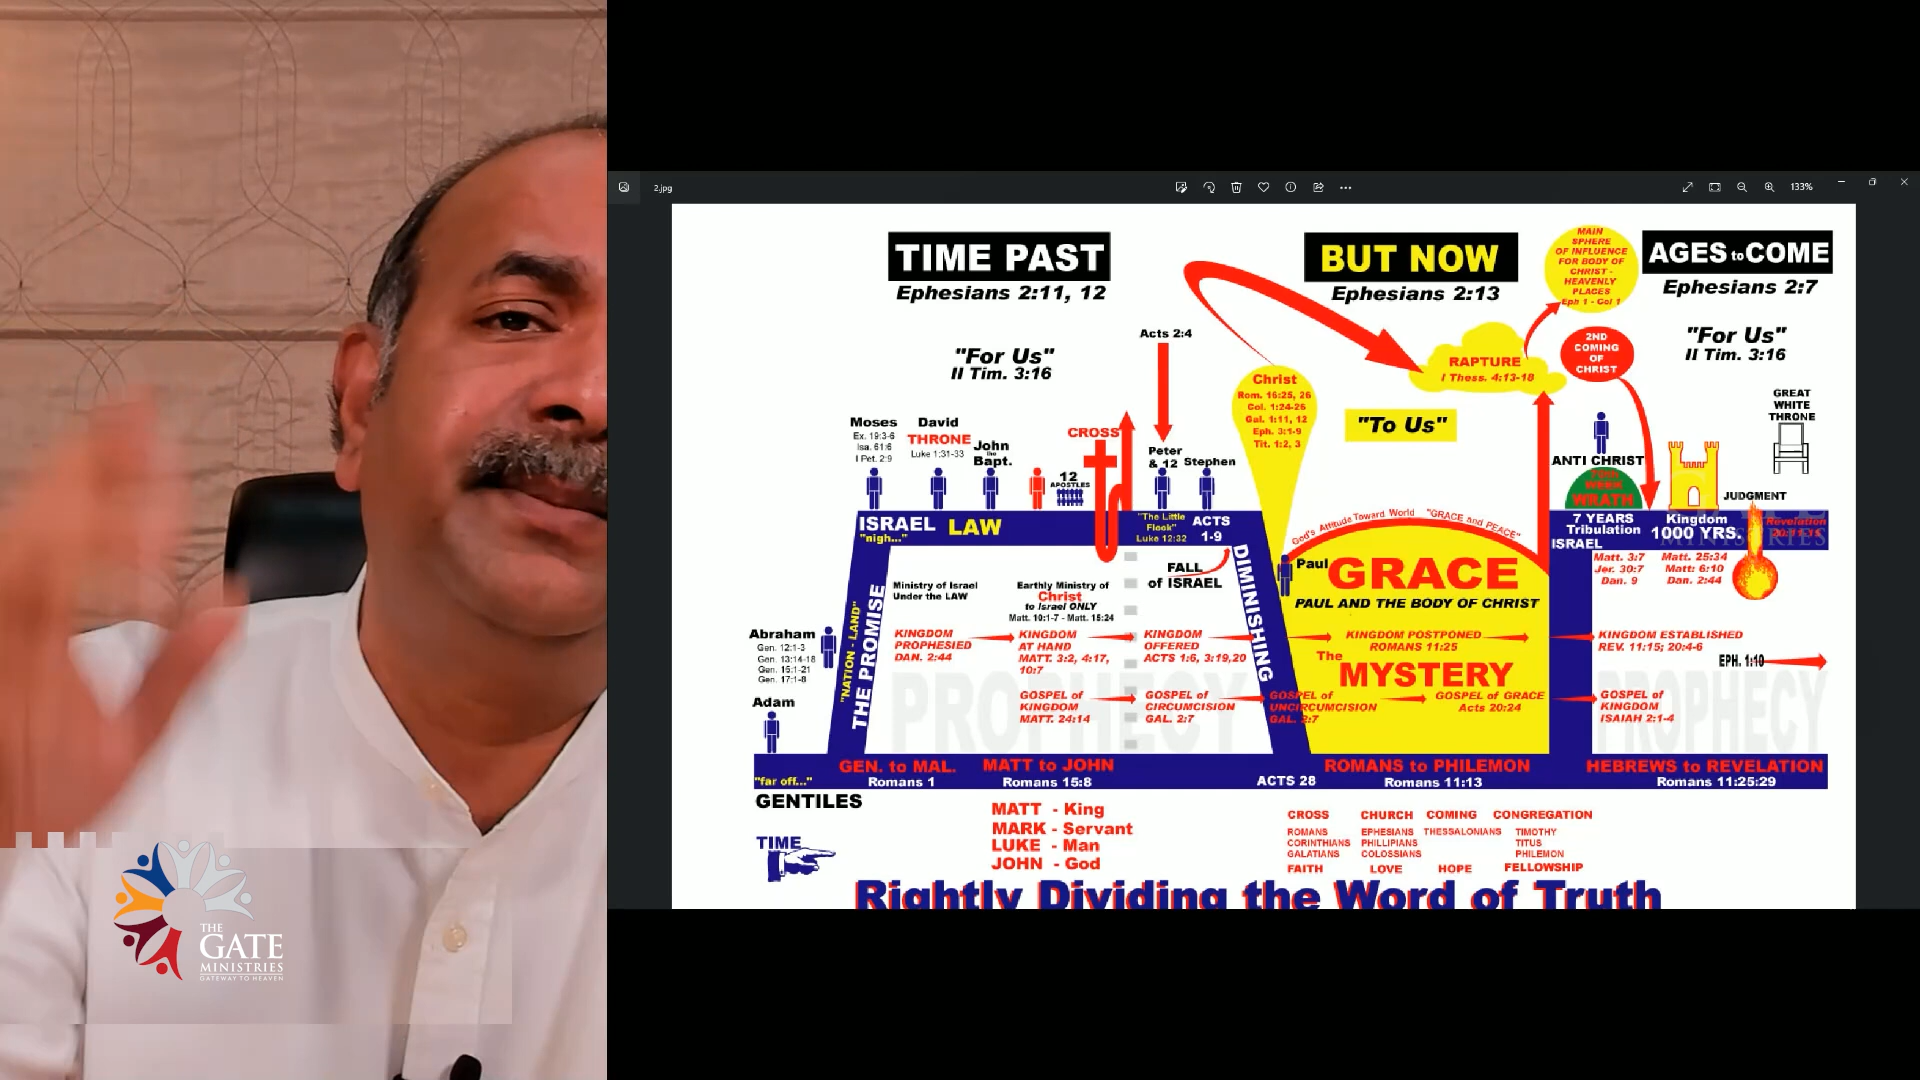 2.jpg
133%
TIME PAST
Ephesians 2:11, 12
BUT NOW
Ephesians 2:13
MAIN
SPHERE
OF INFLUENCE
FOR BODY OF
CHRIST -
HEAVENLY
PLACES
Eph 1 - Col 1
AGES to COME
Ephesians 2:7
"For Us"
II Tim. 3:16
Acts 2:4
RAPTURE
I Thess. 4:13-18
2ND
COMING
OF
CHRIST
"For Us"
II Tim. 3:16
Christ
Rom. 16:25, 26
Col. 1:24-26
Gal. 1:11, 12
Eph. 3:1-9
Tit. 1:2, 3
"To Us"
GREAT
WHITE
THRONE
Moses
Ex. 19:3-6
Isa. 61:6
I Pet. 2:9
David
THRONE
Luke 1:31-33
John
the
Bapt.
12
APOSTLES
CROSS
Peter
& 12
Stephen
ANTI CHRIST
WRATH
JUDGMENT
ISRAEL LAW
"nigh..."
"The Little
Flock"
Luke 12:32
ACTS
1-9
God's Attitude Toward World "GRACE and PEACE"
7 YEARS
Tribulation
ISRAEL
Kingdom
1000 YRS.
Revelation
DIMINISHING
FALL
of ISRAEL
Paul
GRACE
PAUL AND THE BODY OF CHRIST
Matt. 3:7
Jer. 30:7
Dan. 9
Matt. 25:34
Matt: 6:10
Dan. 2:44
"NATION - LAND"
THE PROMISE
Ministry of Israel
Under the LAW
Earthly Ministry of
Christ
to Israel ONLY
Matt. 10:1-7 - Matt. 15:24
Abraham
Gen. 12:1-3
Gen. 13:14-18
Gen. 15:1-21
Gen. 17:1-8
KINGDOM
PROPHESIED
DAN. 2:44
KINGDOM
AT HAND
MATT. 3:2, 4:17,
10:7
KINGDOM
OFFERED
ACTS 1:6, 3:19,20
KINGDOM POSTPONED
ROMANS 11:25
KINGDOM ESTABLISHED
REV. 11:15; 20:4-6
EPH. 1:10
The
MYSTERY
PROPHECY
PROPHECY
Adam
GOSPEL of
KINGDOM
MATT. 24:14
GOSPEL of
CIRCUMCISION
GAL. 2:7
GOSPEL of
UNCIRCUMCISION
GAL. 2:7
GOSPEL of GRACE
Acts 20:24
GOSPEL of
KINGDOM
ISAIAH 2:1-4
"far off..."
GEN. to MAL.
Romans 1
MATT to JOHN
Romans 15:8
ACTS 28
ROMANS to PHILEMON
Romans 11:13
HEBREWS to REVELATION
Romans 11:25:29
GENTILES
MATT - King
MARK - Servant
LUKE - Man
JOHN - God
TIME
CROSS CHURCH COMING CONGREGATION
ROMANS EPHESIANS THESSALONIANS TIMOTHY
CORINTHIANS PHILLIPIANS TITUS
GALATIANS COLOSSIANS PHILEMON
FAITH LOVE HOPE FELLOWSHIP
Rightly Dividing the Word of Truth
THE
GATE
MINISTRIES
GATEWAY TO HEAVEN